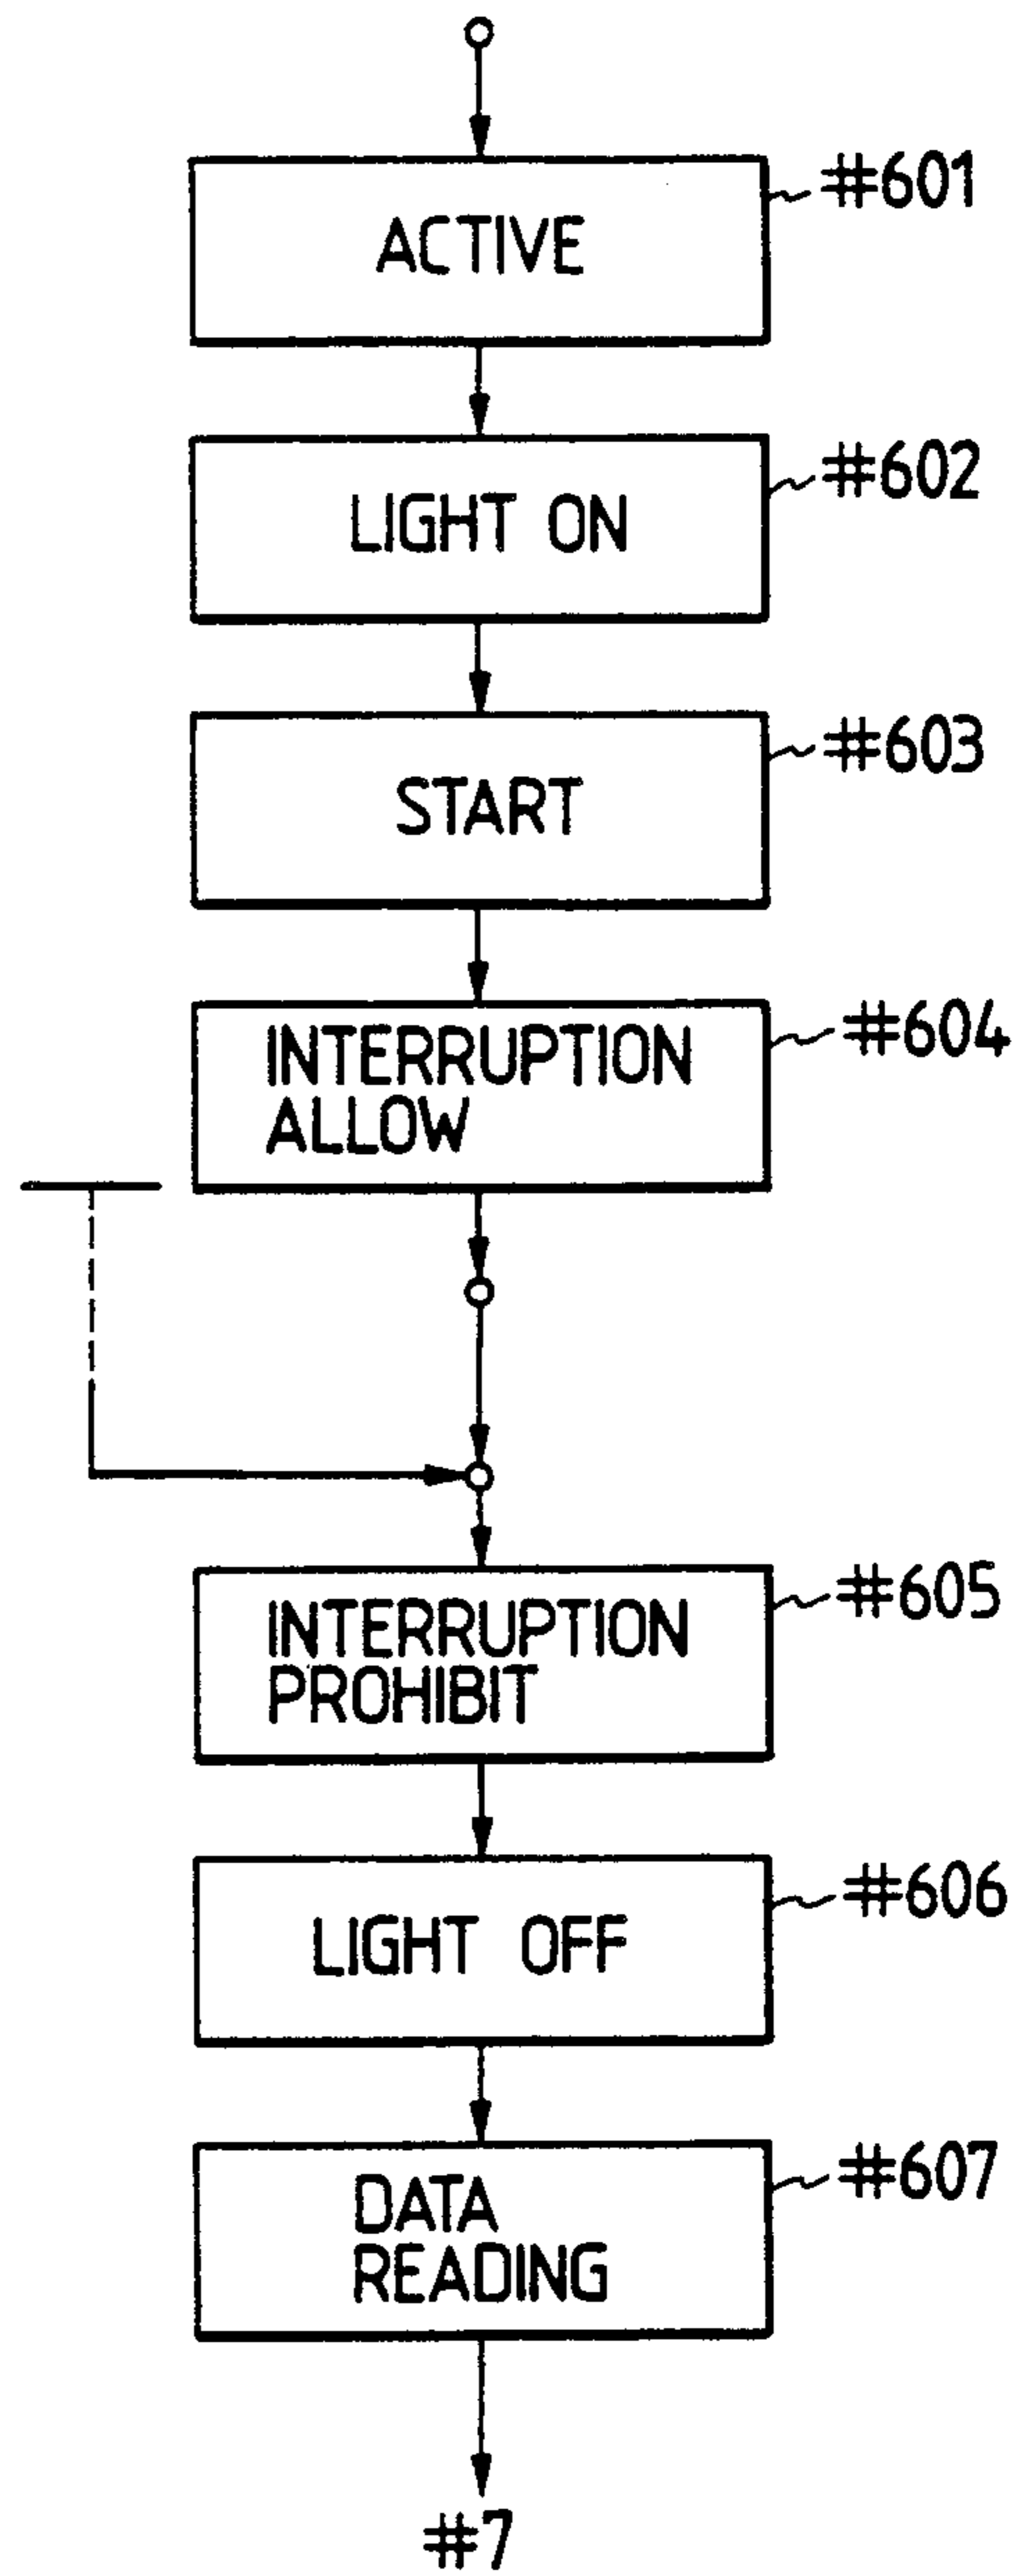 #601
ACTIVE
#602
LIGHT ON
#603
START
#604
INTERRUPTION
ALLOW
#605
INTERRUPTION
PROHIBIT
#606
LIGHT OFF
#607
DATA
READING
#7